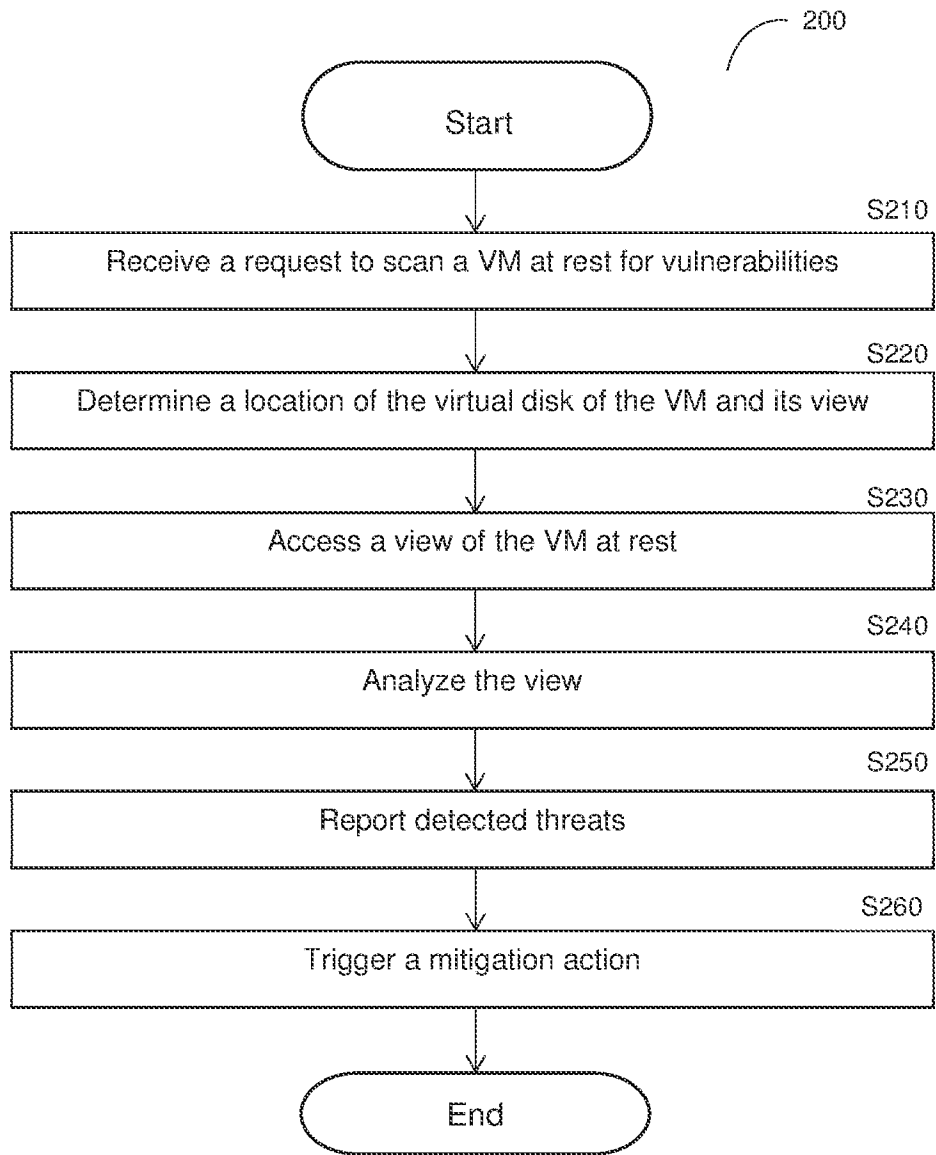 200
Start
S210
Receive a request to scan a VM at rest for vulnerabilities
S220
Determine a location of the virtual disk of the VM and its view
S230
Access a view of the VM at rest
S240
Analyze the view
S250
Report detected threats
S260
Trigger a mitigation action
End